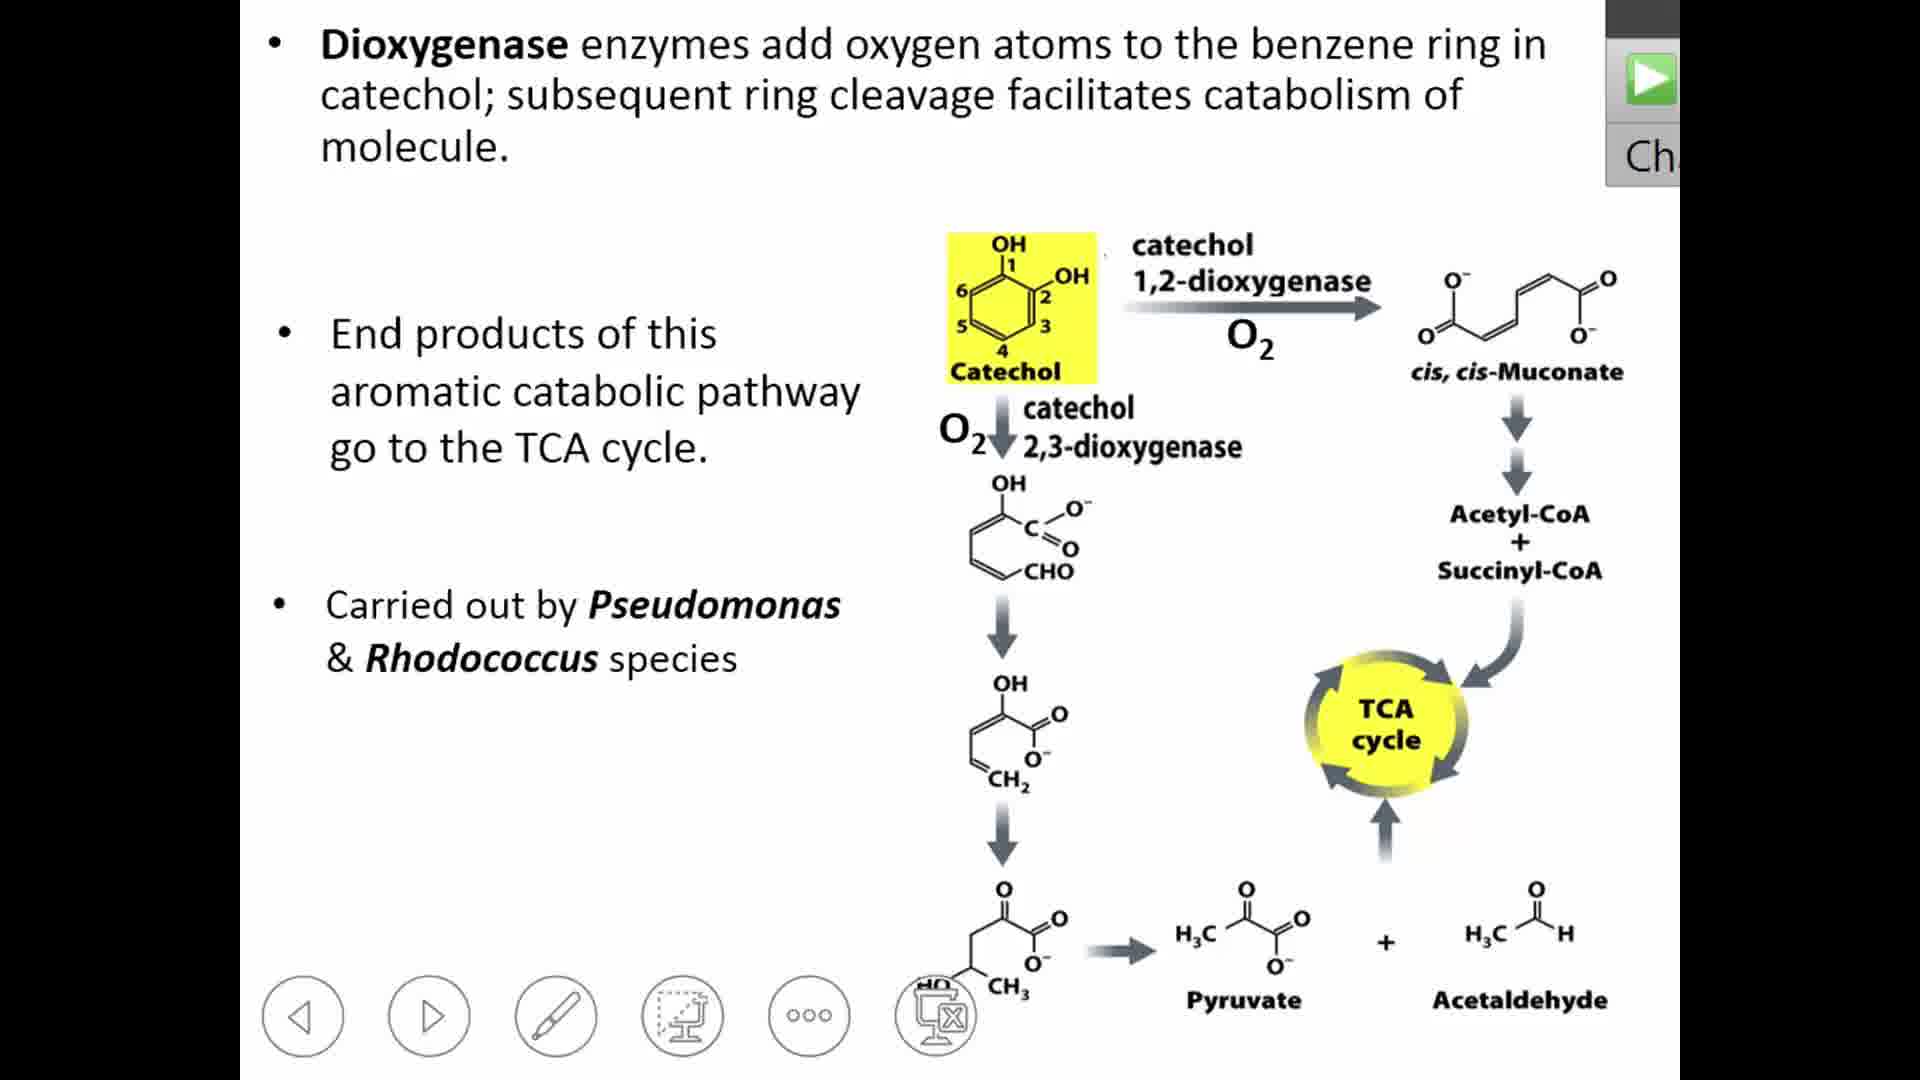 • Dioxygenase enzymes add oxygen atoms to the benzene ring in
catechol; subsequent ring cleavage facilitates catabolism of
molecule.
• End products of this
aromatic catabolic pathway
go to the TCA cycle.
• Carried out by Pseudomonas
& Rhodococcus species
OH
1
OH
6
2
5
3
4
Catechol
catechol
1,2-dioxygenase
O2
O⁻
O
O
O⁻
cis, cis-Muconate
O2
catechol
2,3-dioxygenase
OH
O⁻
C
O
CHO
Acetyl-CoA
+
Succinyl-CoA
OH
O
O⁻
CH2
TCA
cycle
O
O
O⁻
HO
CH3
O
H3C
O
O⁻
Pyruvate
+
O
H3C
H
Acetaldehyde